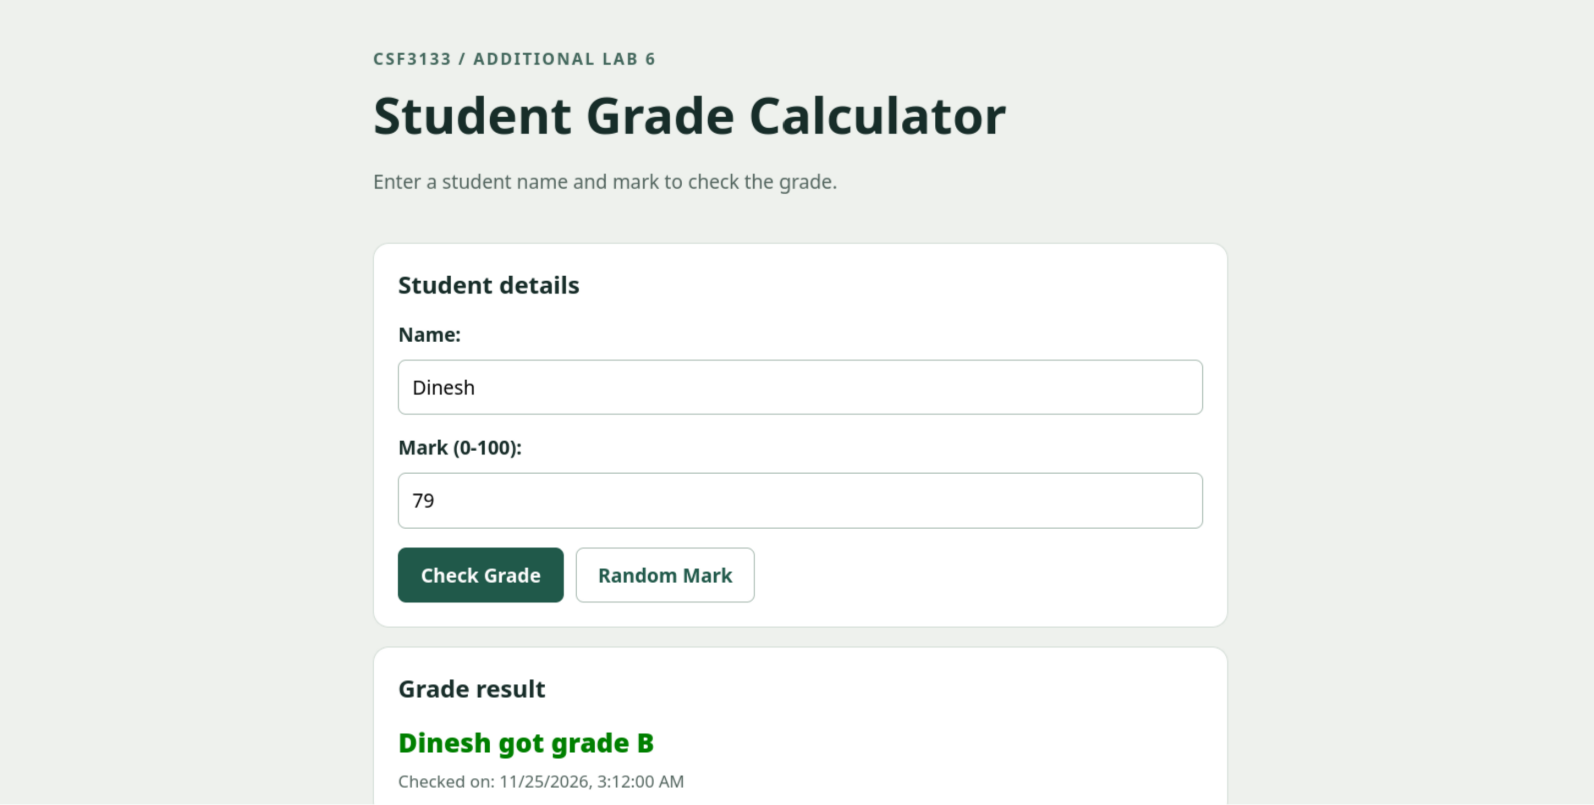 CSF3133 / ADDITIONAL LAB 6
Student Grade Calculator
Enter a student name and mark to check the grade.
Student details
Name:
Dinesh
Mark (0-100):
79
Check Grade
Random Mark
Grade result
Dinesh got grade B
Checked on: 11/25/2026, 3:12:00 AM